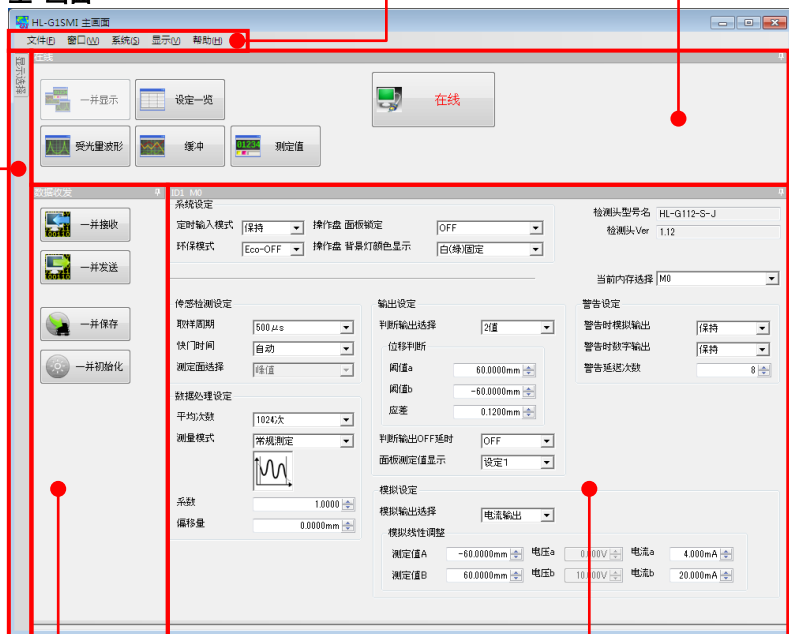 主 画面
HL-G1SMI 主画面
文件(F) 窗口(W) 系统(S) 显示(V) 帮助(H)
显示选择
在线
一并显示 设定一览 在线
受光量波形 缓冲 01234 测定值
数据收发
一并接收
一并发送
一并保存
一并初始化
ID1 M0
系统设定
定时输入模式 保持 操作盘 面板锁定 OFF
环保模式 Eco-OFF 操作盘 背景灯颜色显示 白(绿)固定
检测头型号名 HL-G112-S-J
检测头Ver 1.12
当前内存选择 M0
传感检测设定
取样周期 500μs
快门时间 自动
测定面选择 峰值
数据处理设定
平均次数 1024次
测量模式 常规测定
系数 1.0000
偏移量 0.0000mm
输出设定
判断输出选择 2值
位移判断
阈值a 60.0000mm
阈值b -60.0000mm
应差 0.1200mm
判断输出OFF延时 OFF
面板测定值显示 设定1
警告设定
警告时模拟输出 保持
警告时数字输出 保持
警告延迟次数 8
模拟设定
模拟输出选择 电流输出
模拟线性调整
测定值A -60.0000mm 电压a 0.000V 电流a 4.000mA
测定值B 60.0000mm 电压b 10.000V 电流b 20.000mA